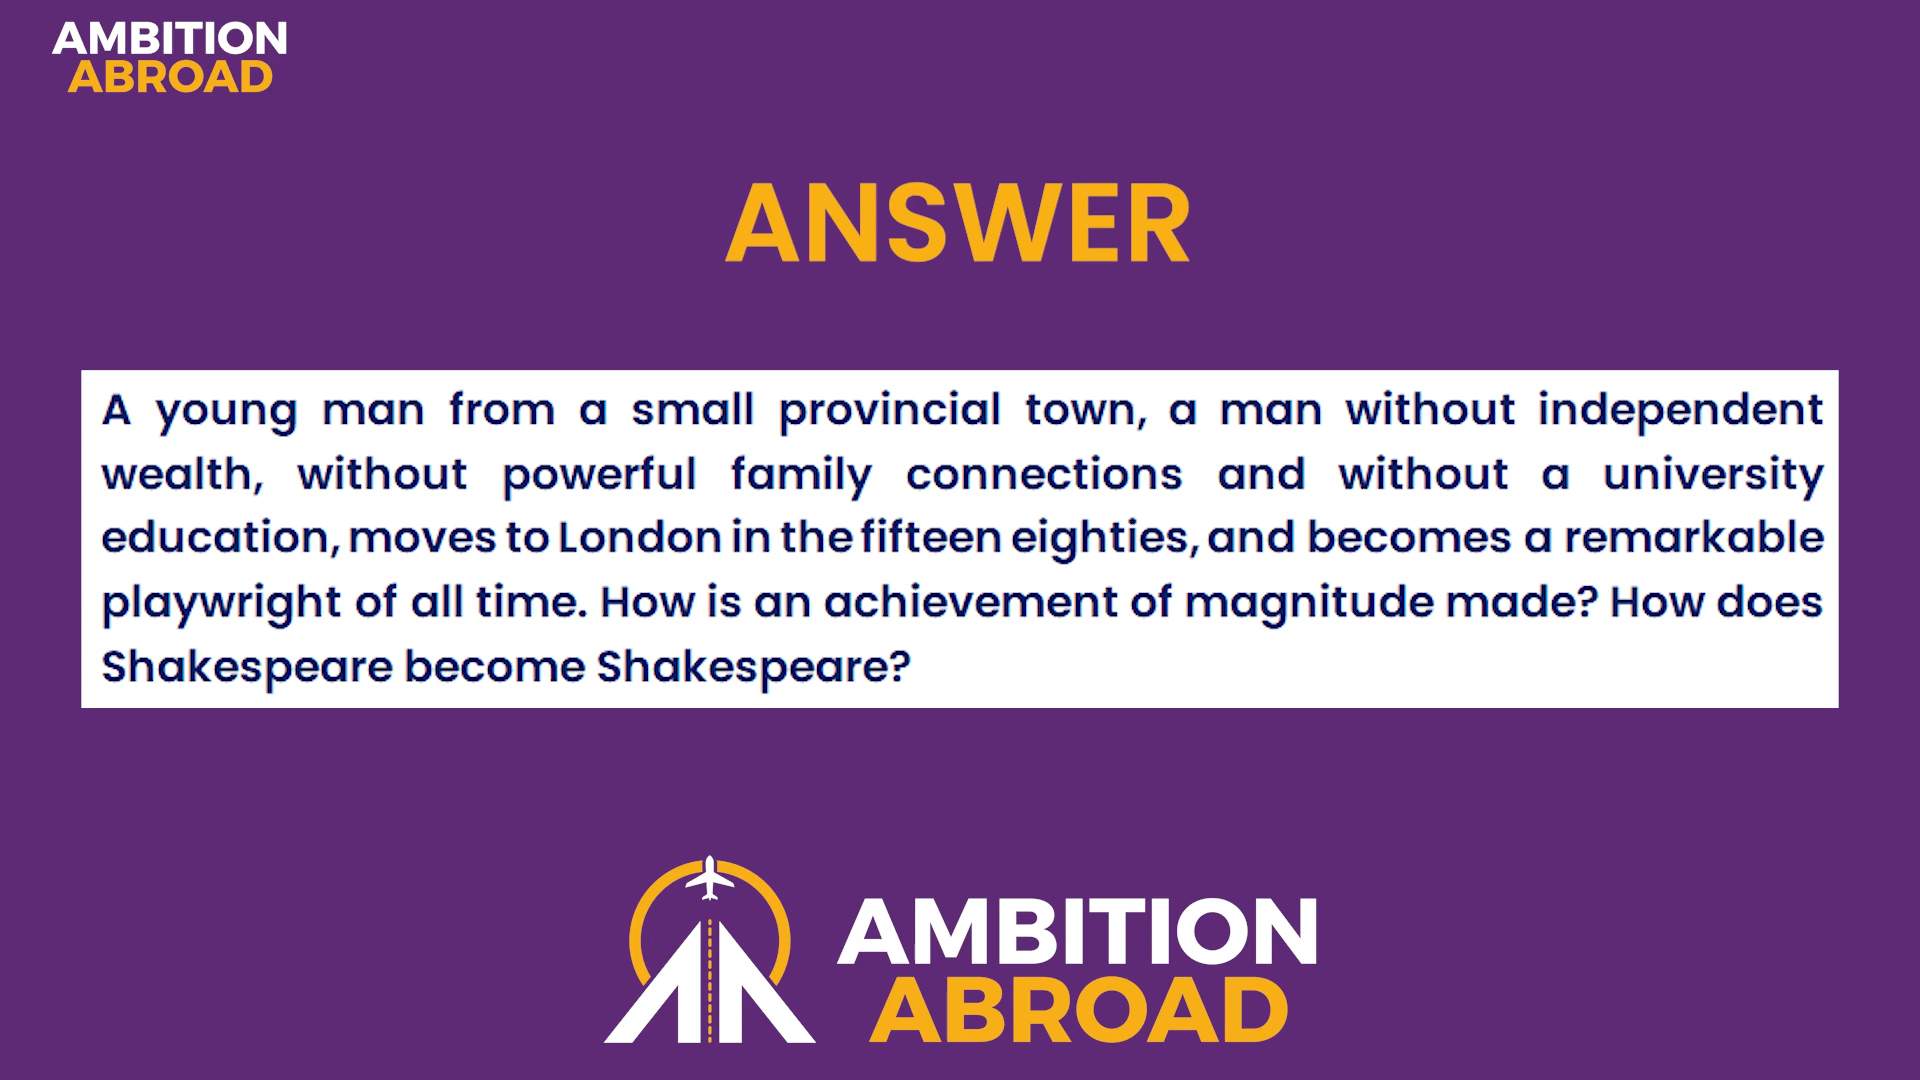 AMBITION
ABROAD
ANSWER
A young man from a small provincial town, a man without independent
wealth, without powerful family connections and without a university
education, moves to London in the fifteen eighties, and becomes a remarkable
playwright of all time. How is an achievement of magnitude made? How does
Shakespeare become Shakespeare?
AMBITION
ABROAD